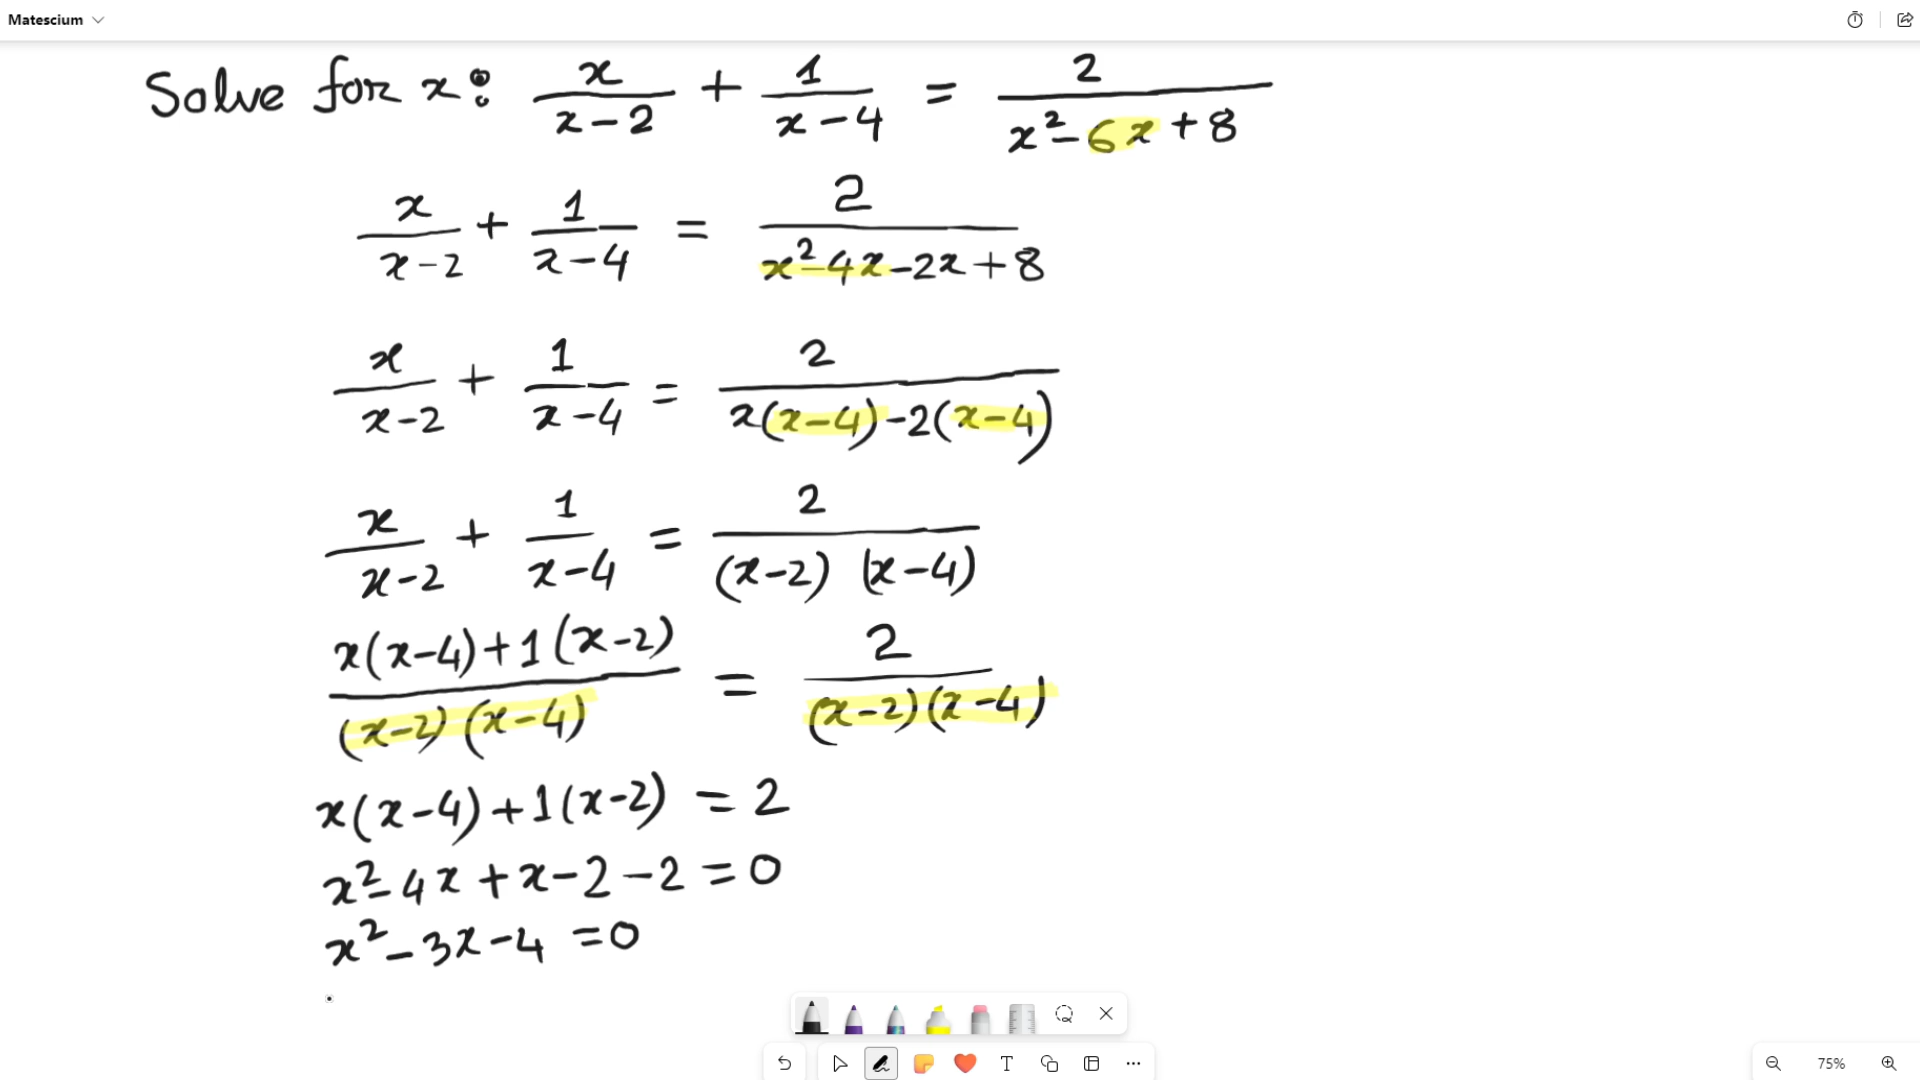 Matescium
Solve for x: x/(x-2) + 1/(x-4) = 2/(x²-6x+8)
x/(x-2) + 1/(x-4) = 2/(x²-4x-2x+8)
x/(x-2) + 1/(x-4) = 2/(x(x-4)-2(x-4))
x/(x-2) + 1/(x-4) = 2/((x-2)(x-4))
(x(x-4)+1(x-2))/((x-2)(x-4)) = 2/((x-2)(x-4))
x(x-4)+1(x-2) = 2
x²-4x+x-2-2=0
x²-3x-4=0
T
75%